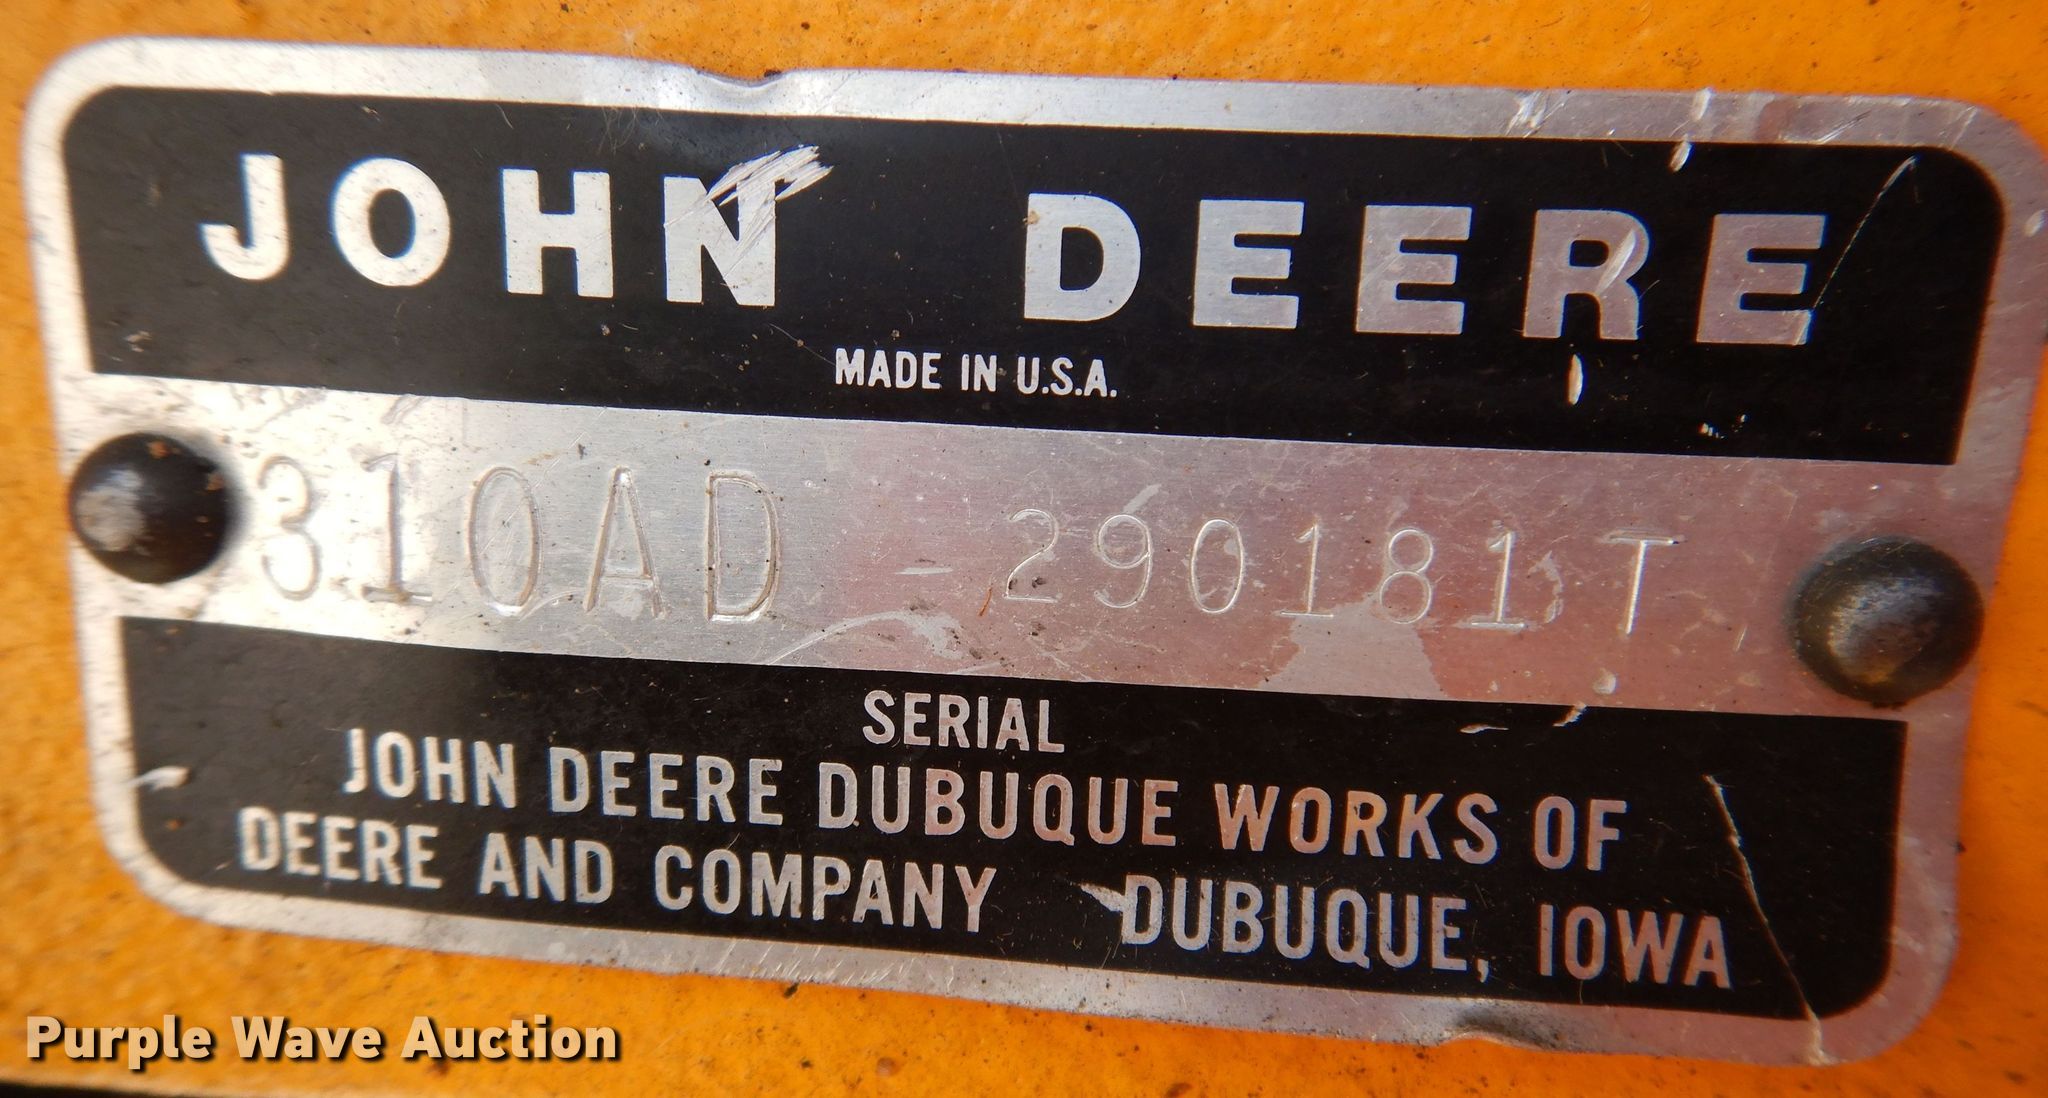 JOHN DEERE
MADE IN U.S.A.
310AD - 290181T
SERIAL
JOHN DEERE DUBUQUE WORKS OF
DEERE AND COMPANY DUBUQUE, IOWA
Purple Wave Auction